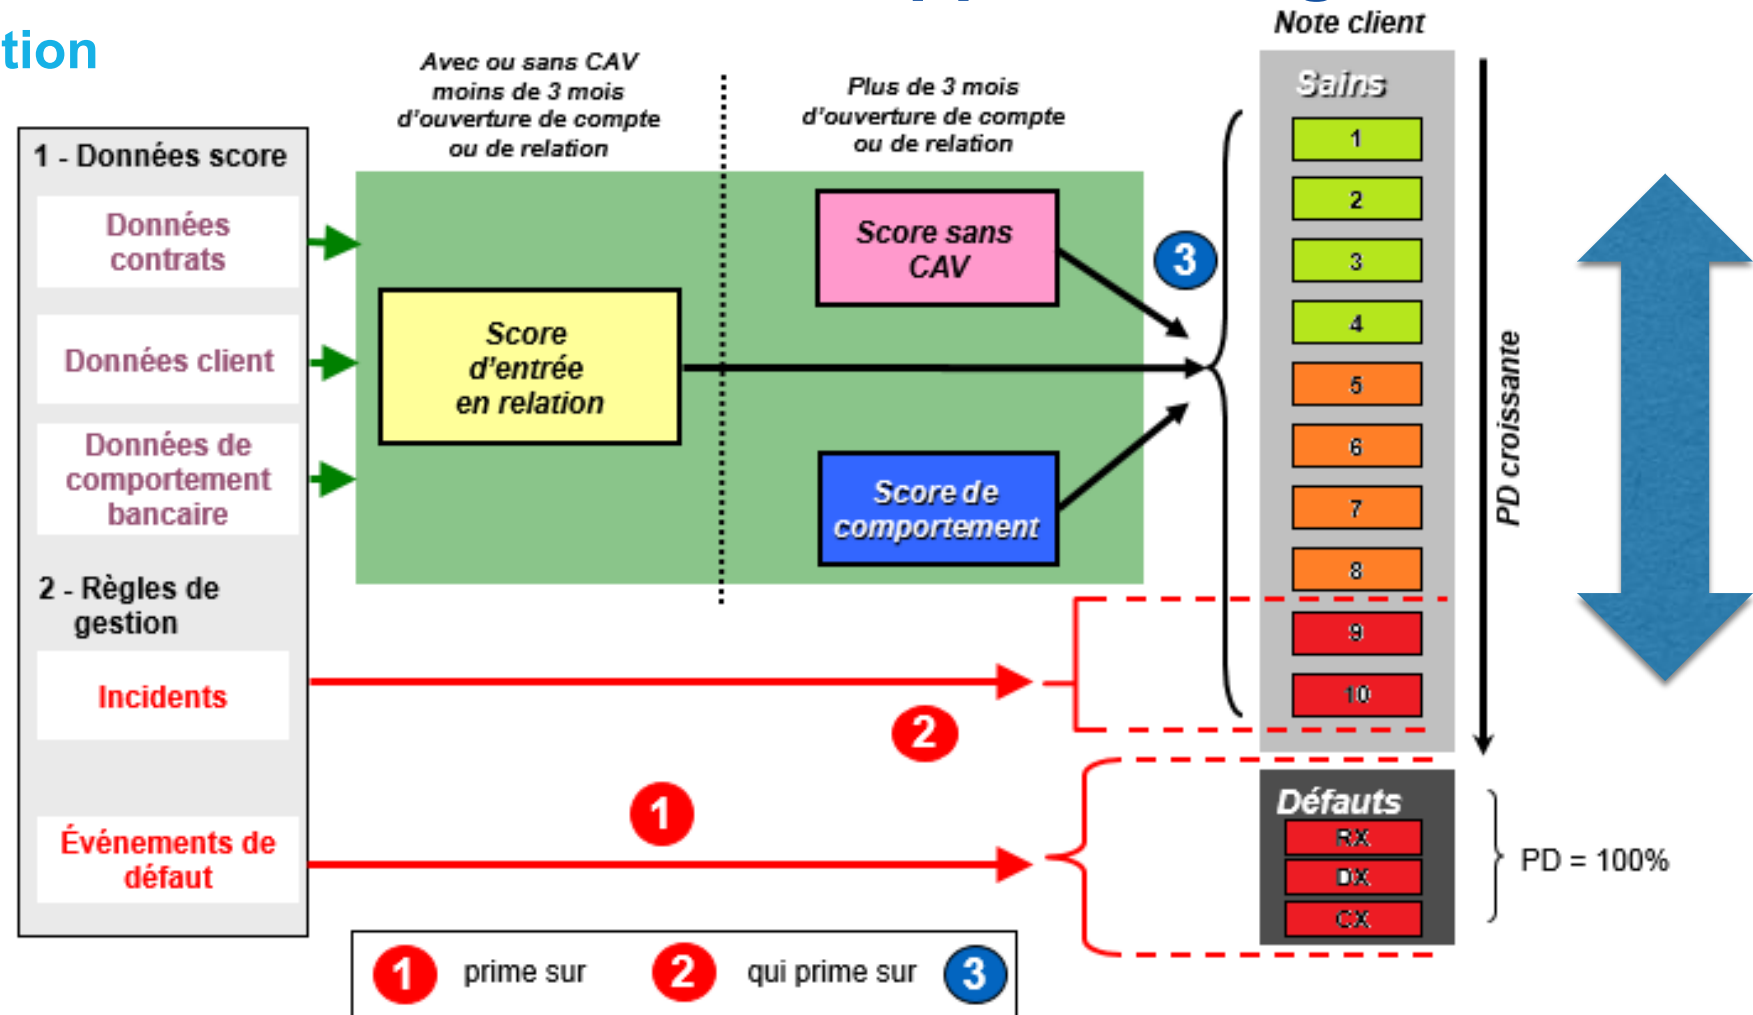 tion
Avec ou sans CAV
moins de 3 mois
d'ouverture de compte
ou de relation
Plus de 3 mois
d'ouverture de compte
ou de relation
Note client
1 - Données score
Données
contrats
Données client
Données de
comportement
bancaire
2 - Règles de
gestion
Incidents
Événements de
défaut
Score
d'entrée
en relation
Score sans
CAV
Score de
comportement
3
2
1
Sains
1
2
3
4
5
6
7
8
9
10
PD croissante
Défauts
RX
DX
CX
PD = 100%
1 prime sur 2 qui prime sur 3